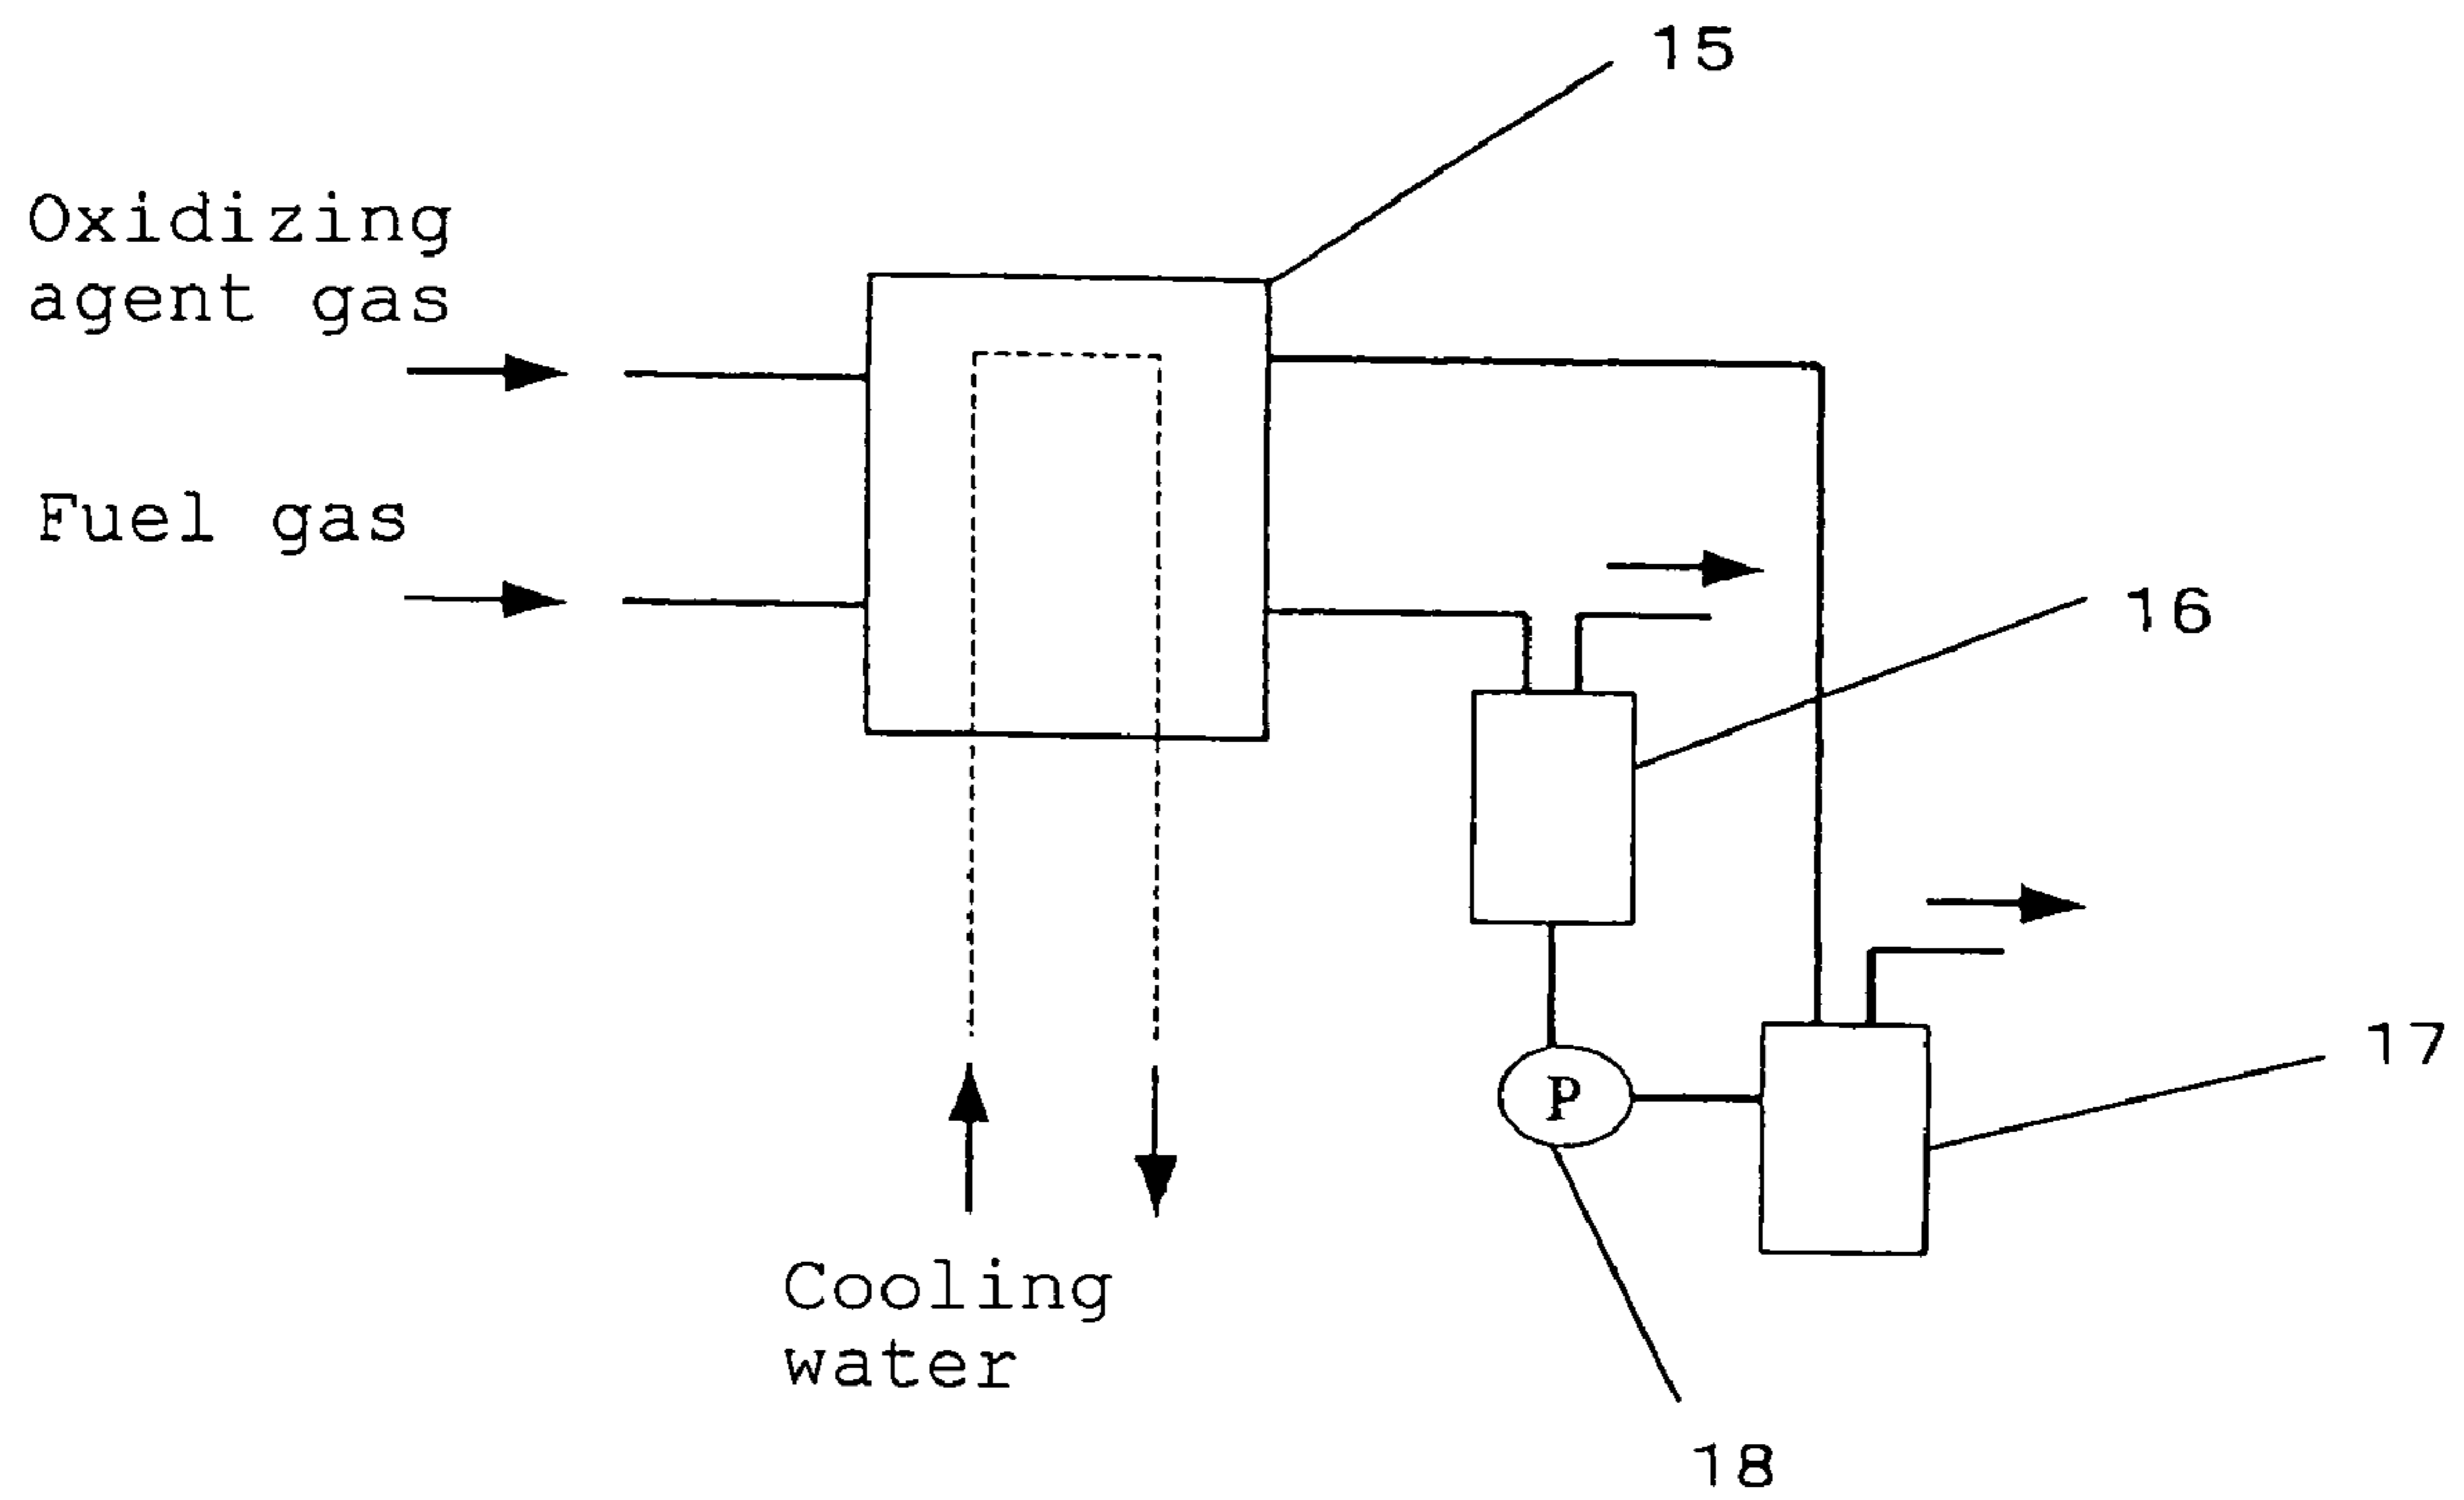 15
Oxidizing
agent gas
Fuel gas
16
17
P
Cooling
water
18